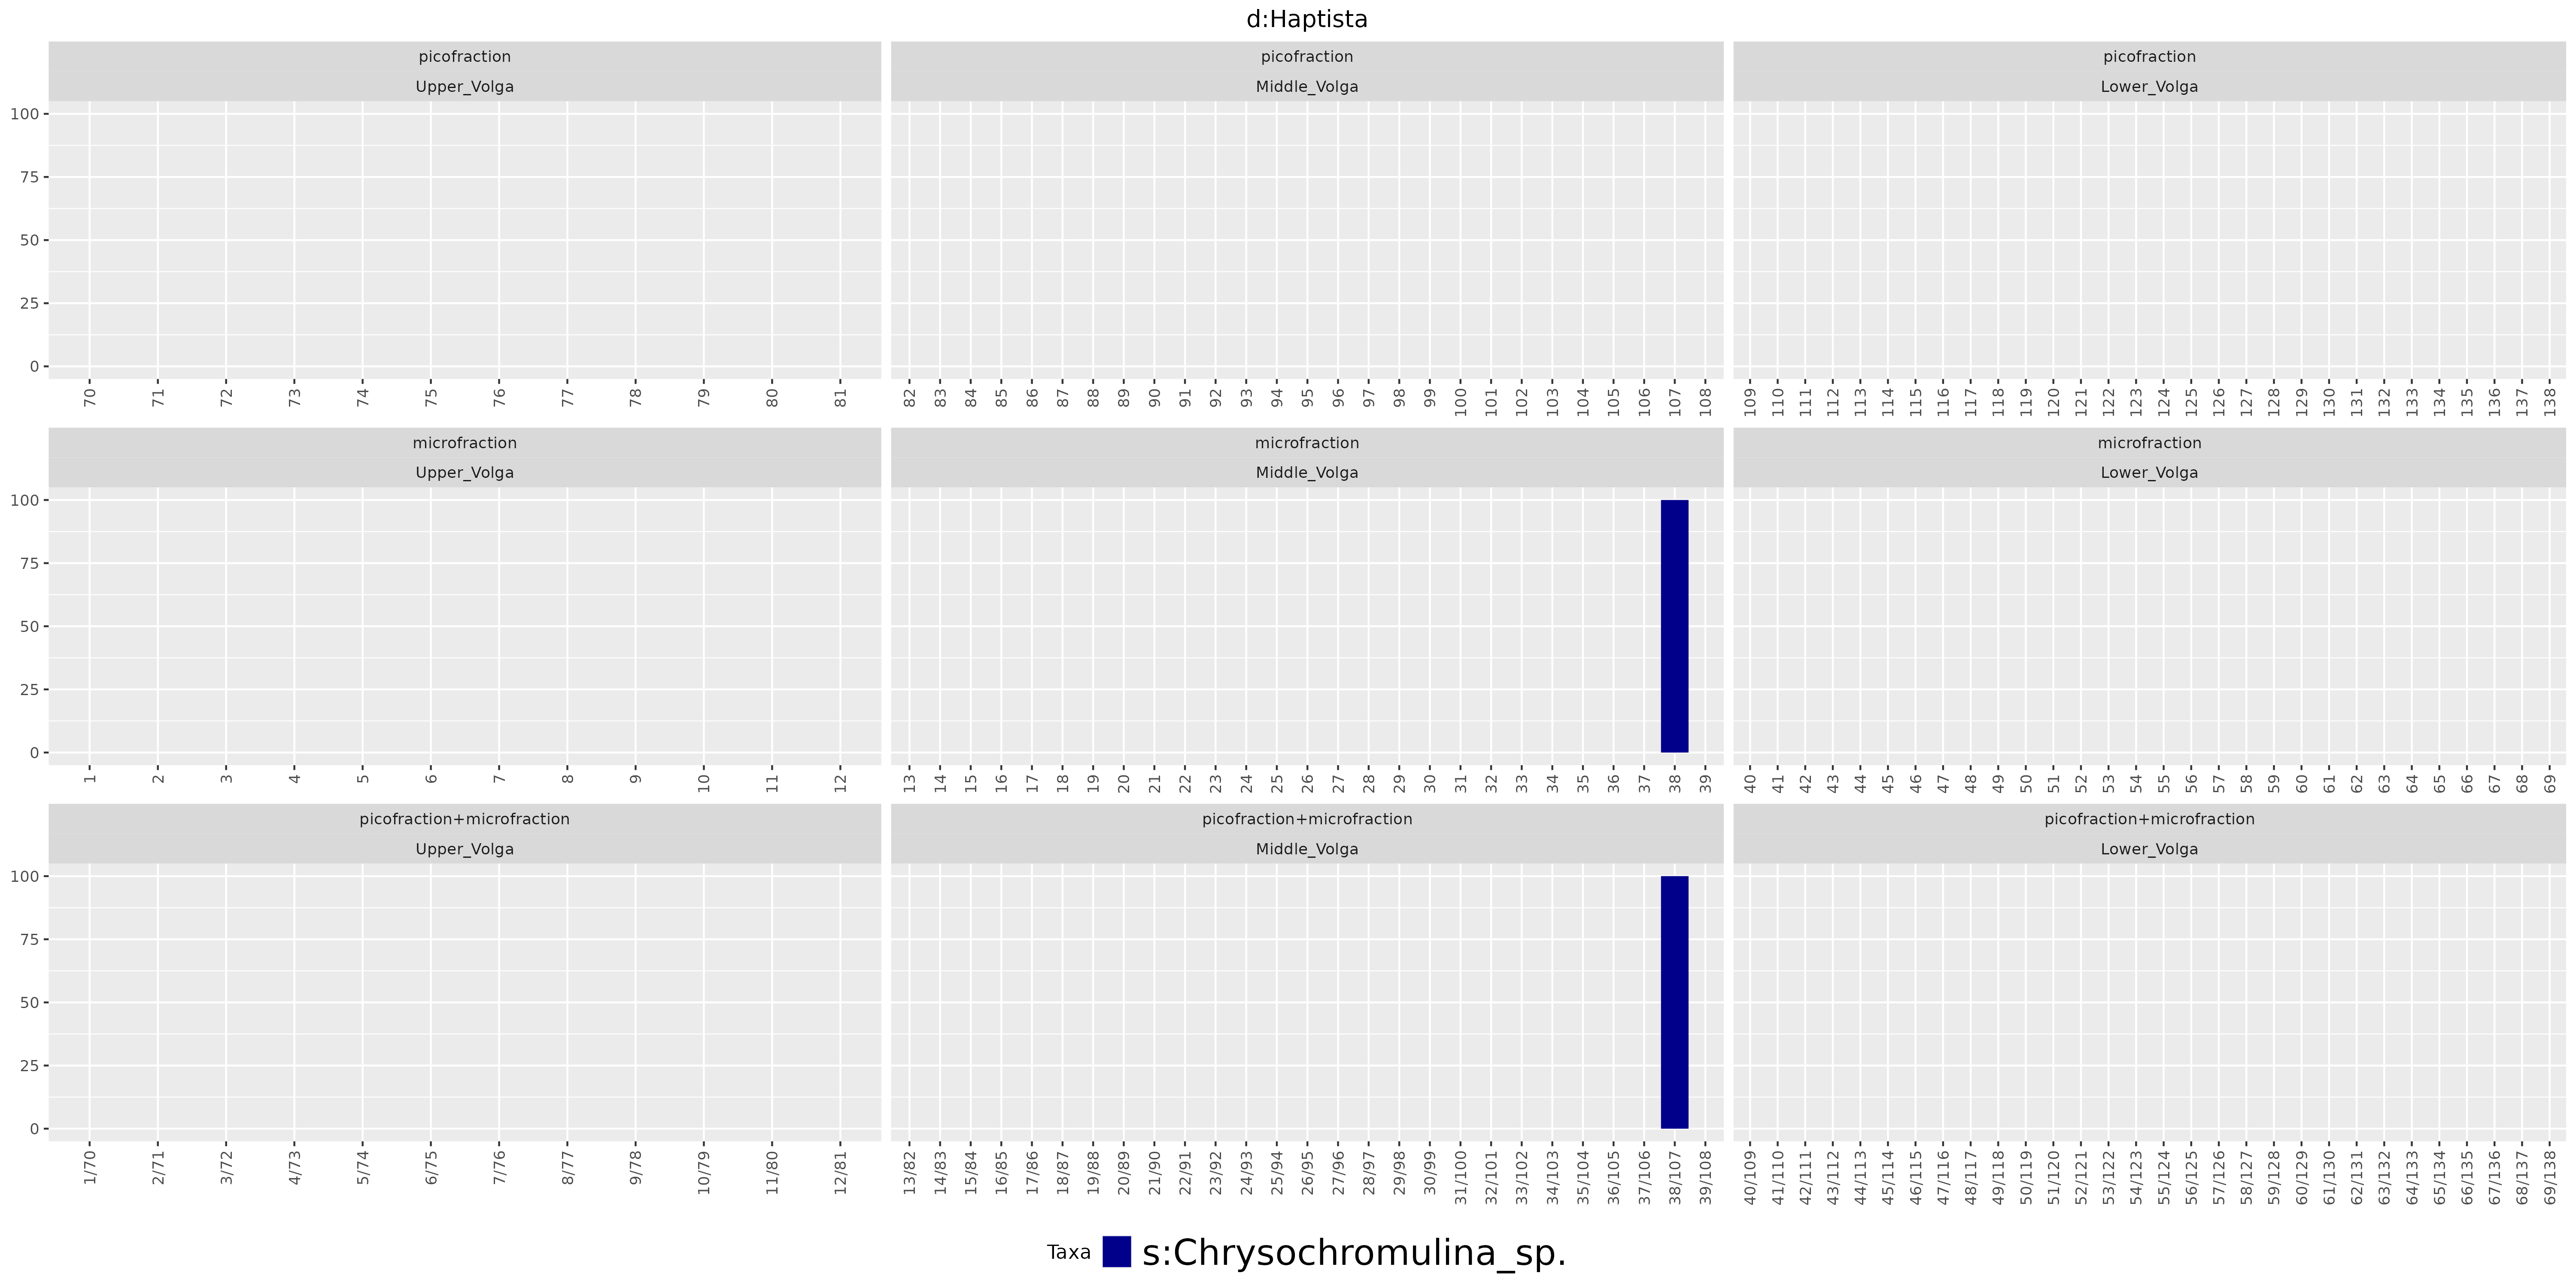 d:Haptista
picofraction picofraction picofraction
Upper_Volga Middle_Volga Lower_Volga
100
75
50
25
0
70 71 72 73 74 75 76 77 78 79 80 81 82 83 84 85 86 87 88 89 90 91 92 93 94 95 96 97 98 99 100 101 102 103 104 105 106 107 108 109 110 111 112 113 114 115 116 117 118 119 120 121 122 123 124 125 126 127 128 129 130 131 132 133 134 135 136 137 138
microfraction microfraction microfraction
Upper_Volga Middle_Volga Lower_Volga
100
75
50
25
0
1 2 3 4 5 6 7 8 9 10 11 12 13 14 15 16 17 18 19 20 21 22 23 24 25 26 27 28 29 30 31 32 33 34 35 36 37 38 39 40 41 42 43 44 45 46 47 48 49 50 51 52 53 54 55 56 57 58 59 60 61 62 63 64 65 66 67 68 69
picofraction+microfraction picofraction+microfraction picofraction+microfraction
Upper_Volga Middle_Volga Lower_Volga
100
75
50
25
0
1/70 2/71 3/72 4/73 5/74 6/75 7/76 8/77 9/78 10/79 11/80 12/81 13/82 14/83 15/84 16/85 17/86 18/87 19/88 20/89 21/90 22/91 23/92 24/93 25/94 26/95 27/96 28/97 29/98 30/99 31/100 32/101 33/102 34/103 35/104 36/105 37/106 38/107 39/108 40/109 41/110 42/111 43/112 44/113 45/114 46/115 47/116 48/117 49/118 50/119 51/120 52/121 53/122 54/123 55/124 56/125 57/126 58/127 59/128 60/129 61/130 62/131 63/132 64/133 65/134 66/135 67/136 68/137 69/138
Taxa s:Chrysochromulina_sp.